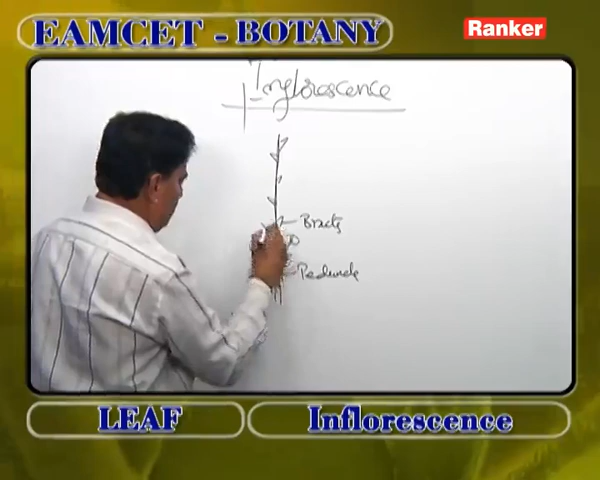 EAMCET - BOTANY
Ranker
Inflorescence
Bracts
Peduncle
LEAF
Inflorescence